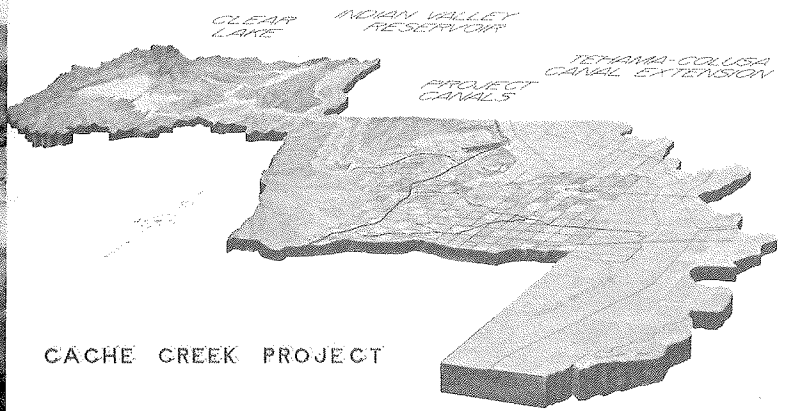 CLEAR
LAKE
INDIAN VALLEY
RESERVOIR
PROJECT
CANALS
TEHAMA-COLUSA
CANAL EXTENSION
CACHE CREEK PROJECT